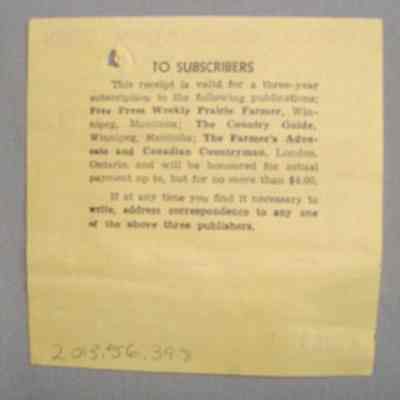 TO SUBSCRIBERS
This receipt is valid for a three-year
subscription to the following publications;
Free Press Weekly Prairie Farmer, Win-
nipeg, Manitoba; The Country Guide,
Winnipeg, Manitoba; The Farmer's Advo-
cate and Canadian Countryman, London,
Ontario, and will be honoured for actual
payment up to, but for no more than $4.00.
If at any time you find it necessary to
write, address correspondence to any one
of the above three publishers.
2015.56.398